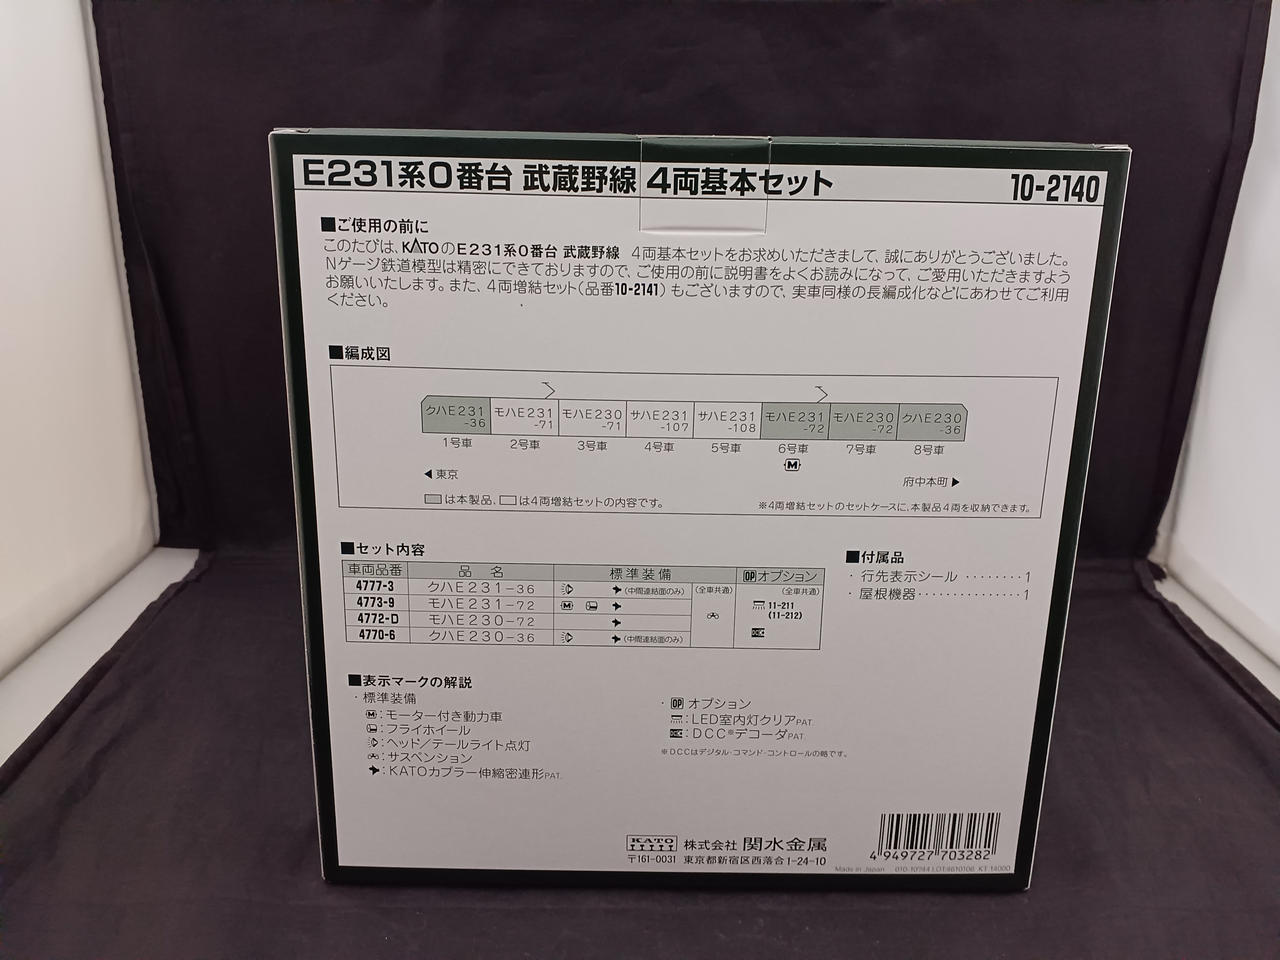 E231系0番台 武蔵野線 4両基本セット 10-2140
■ご使用の前に
このたびは、KATOのE231系0番台 武蔵野線 4両基本セットをお求めいただきまして、誠にありがとうございました。
Nゲージ鉄道模型は精密にできておりますので、ご使用の前に説明書をよくお読みになって、ご愛用いただきますよう
お願いいたします。また、4両増結セット(品番10-2141)もございますので、実車同様の長編成化などにあわせてご利用
ください。
■編成図
クハE231-36 モハE231-71 モハE230-71 サハE231-107 サハE231-108 モハE231-72 モハE230-72 クハE230-36
1号車 2号車 3号車 4号車 5号車 6号車 7号車 8号車
M
◀東京 府中本町▶
は本製品、は4両増結セットの内容です。 ※4両増結セットのセットケースに、本製品4両を収納できます。
■セット内容
車両品番 品名 標準装備 OPオプション
4777-3 クハE231-36 (中間連結面のみ) (全車共通) (全車共通)
4773-9 モハE231-72 M 11-211
(11-212)
4772-D モハE230-72
4770-6 クハE230-36 (中間連結面のみ)
■付属品
・行先表示シール ········1
・屋根機器··············1
■表示マークの解説
・標準装備
M:モーター付き動力車
:フライホイール
:ヘッド/テールライト点灯
:サスペンション
:KATOカプラー伸縮密連形PAT.
・OPオプション
:LED室内灯クリアPAT.
:DCC※デコーダPAT.
※DCCはデジタル・コマンド・コントロールの略です。
KATO 株式会社 関水金属
〒161-0031 東京都新宿区西落合1-24-10
4 949727 703282
Made in Japan